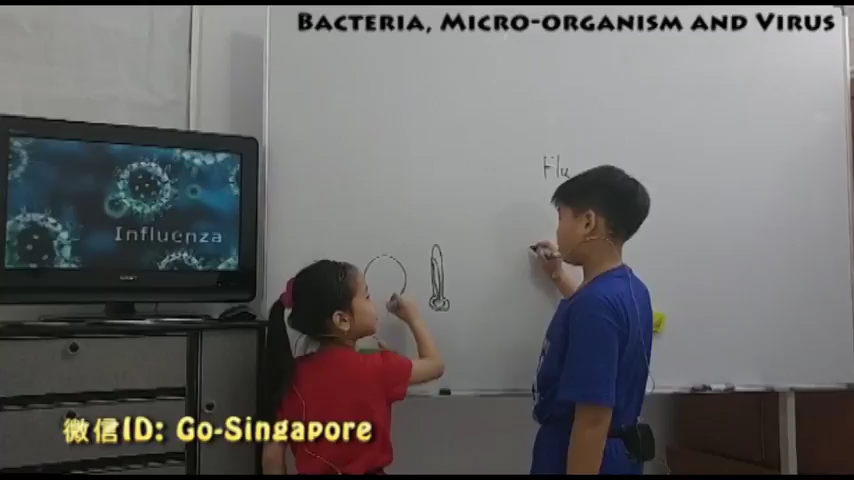 BACTERIA, MICRO-ORGANISM AND VIRUS
Flu
Influenza
微信ID: Go-Singapore